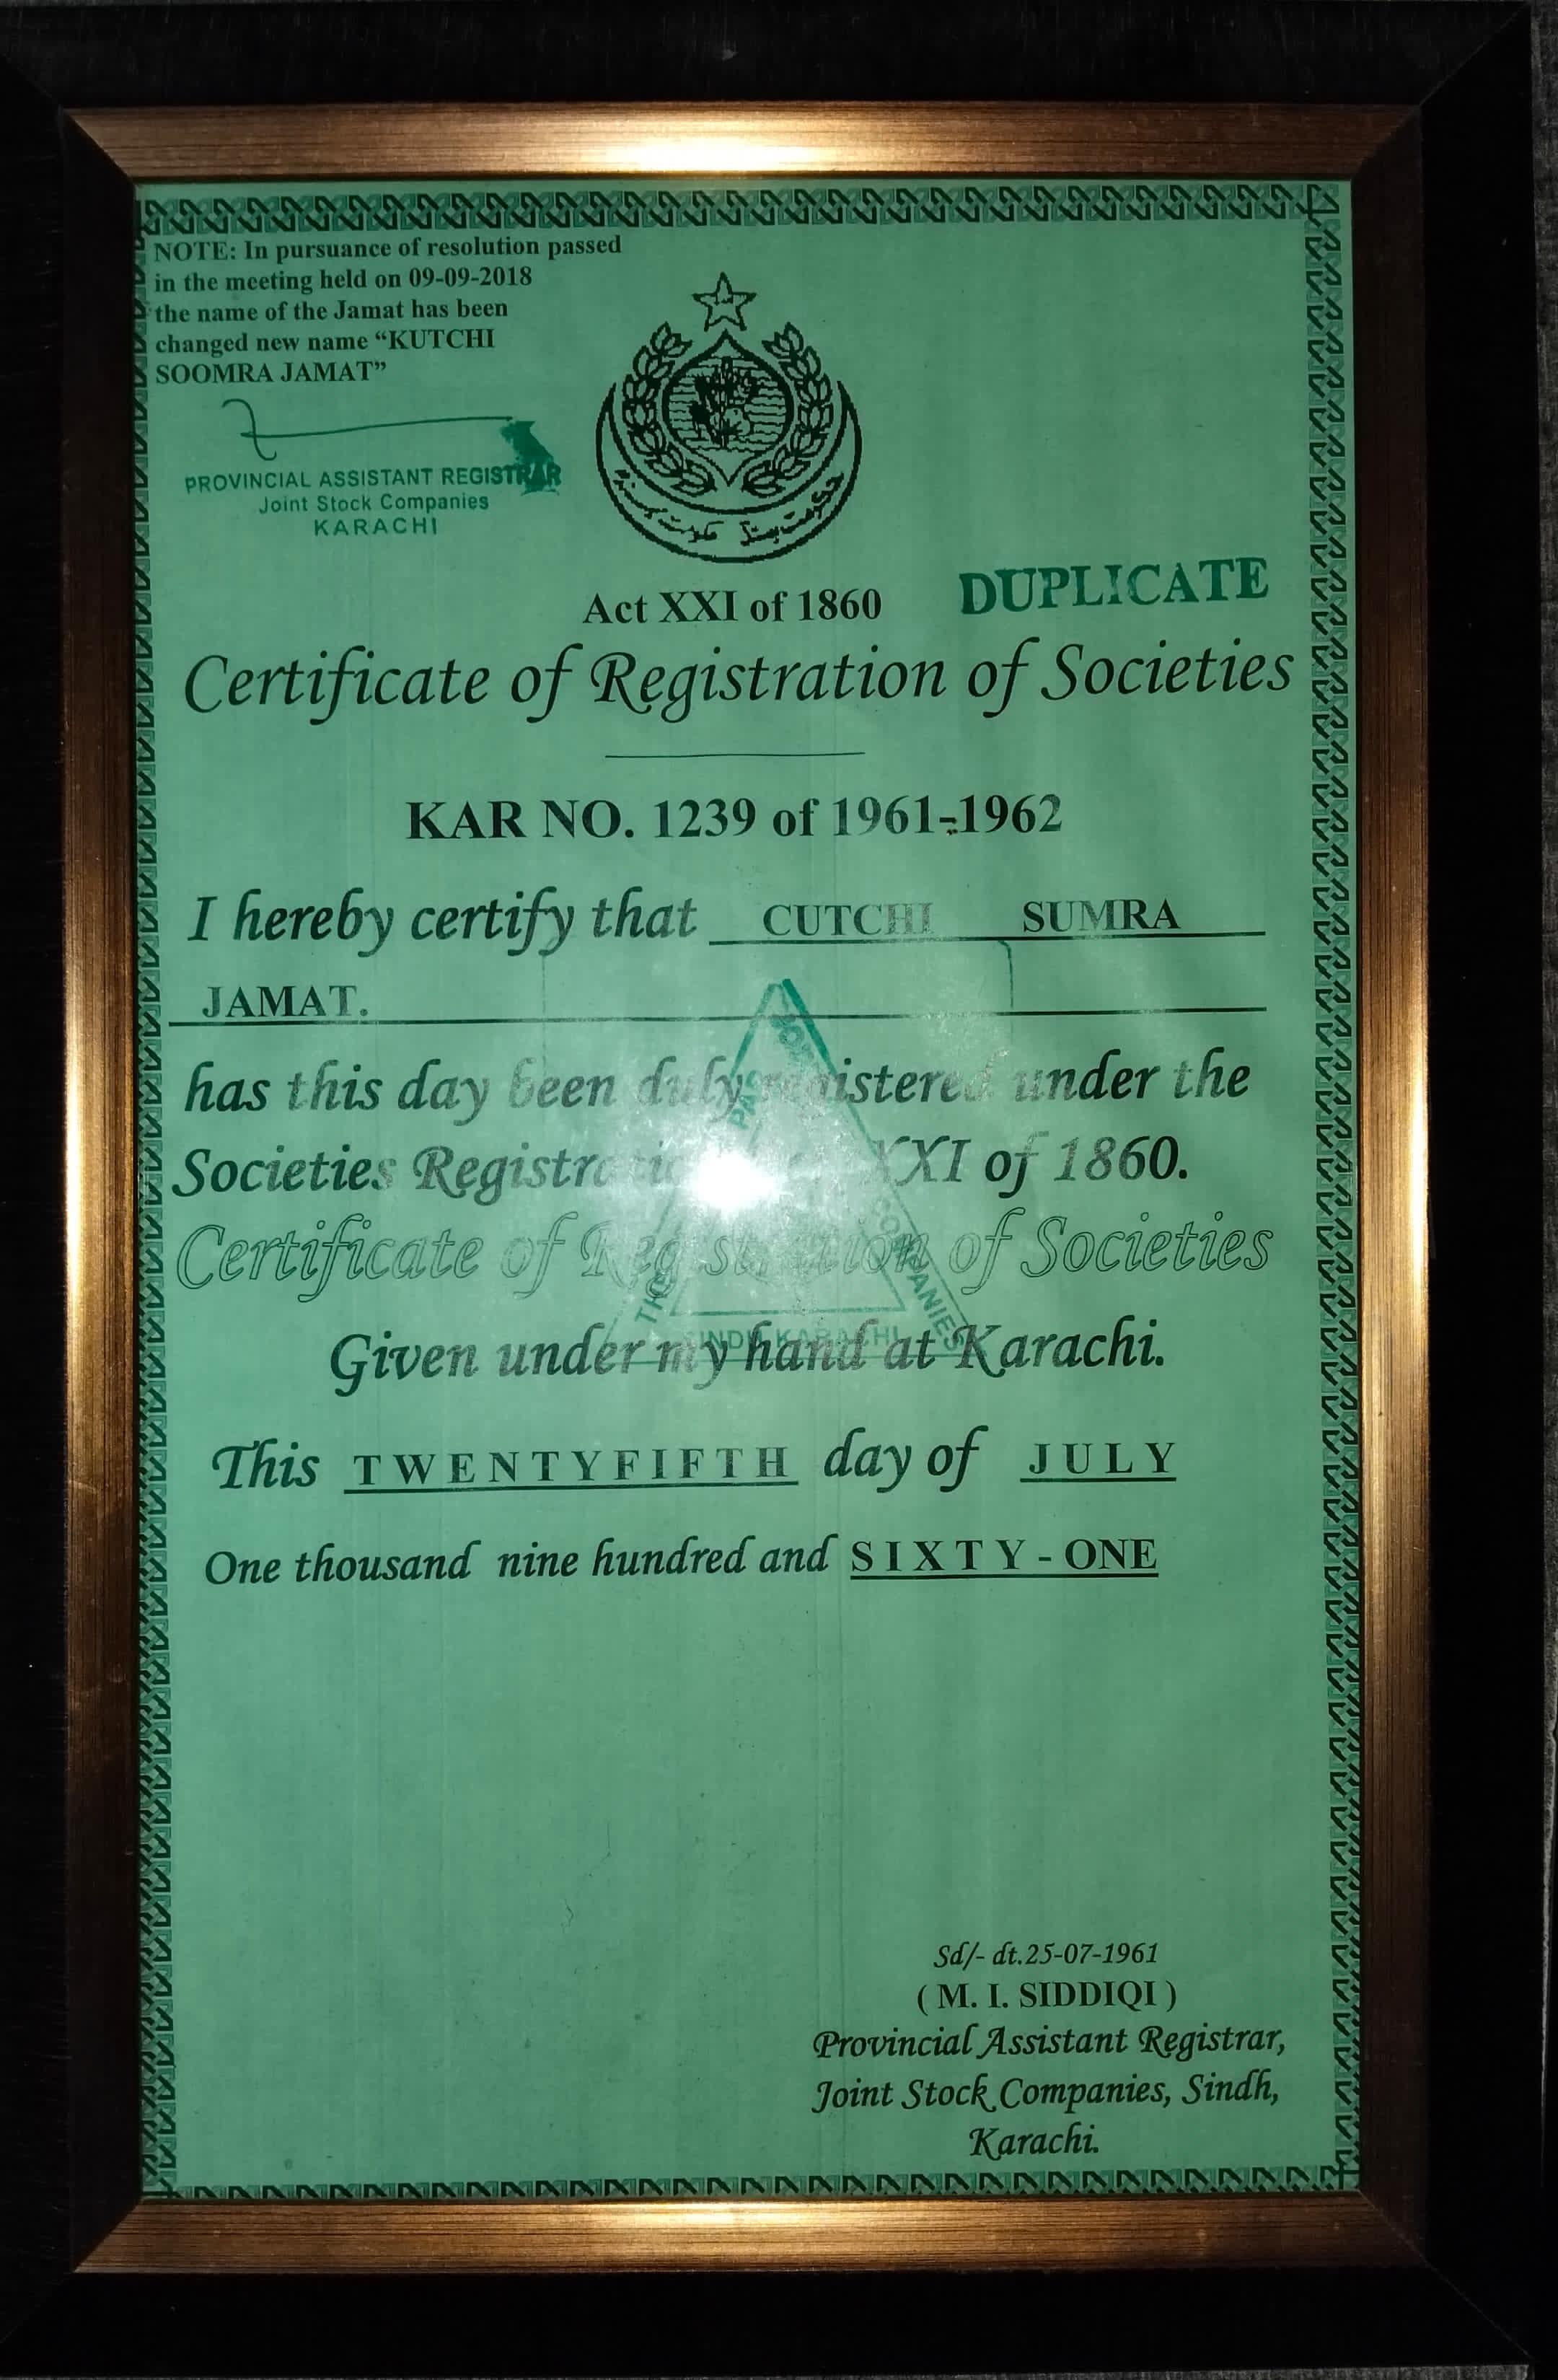 NOTE: In pursuance of resolution passed
in the meeting held on 09-09-2018
the name of the Jamat has been
changed new name “KUTCHI
SOOMRA JAMAT”
PROVINCIAL ASSISTANT REGISTRAR
Joint Stock Companies
KARACHI
Act XXI of 1860
DUPLICATE
Certificate of Registration of Societies
KAR NO. 1239 of 1961-1962
I hereby certify that CUTCHI SUMRA
JAMAT.
has this day been duly registered under the
Societies Registration XXI of 1860.
Certificate of Registration of Societies
COMPANIES
KARACHI
Given under my hand at Karachi.
This TWENTYFIFTH day of JULY
One thousand nine hundred and SIXTY-ONE
Sd/- dt.25-07-1961
( M. I. SIDDIQI )
Provincial Assistant Registrar,
Joint Stock Companies, Sindh,
Karachi.